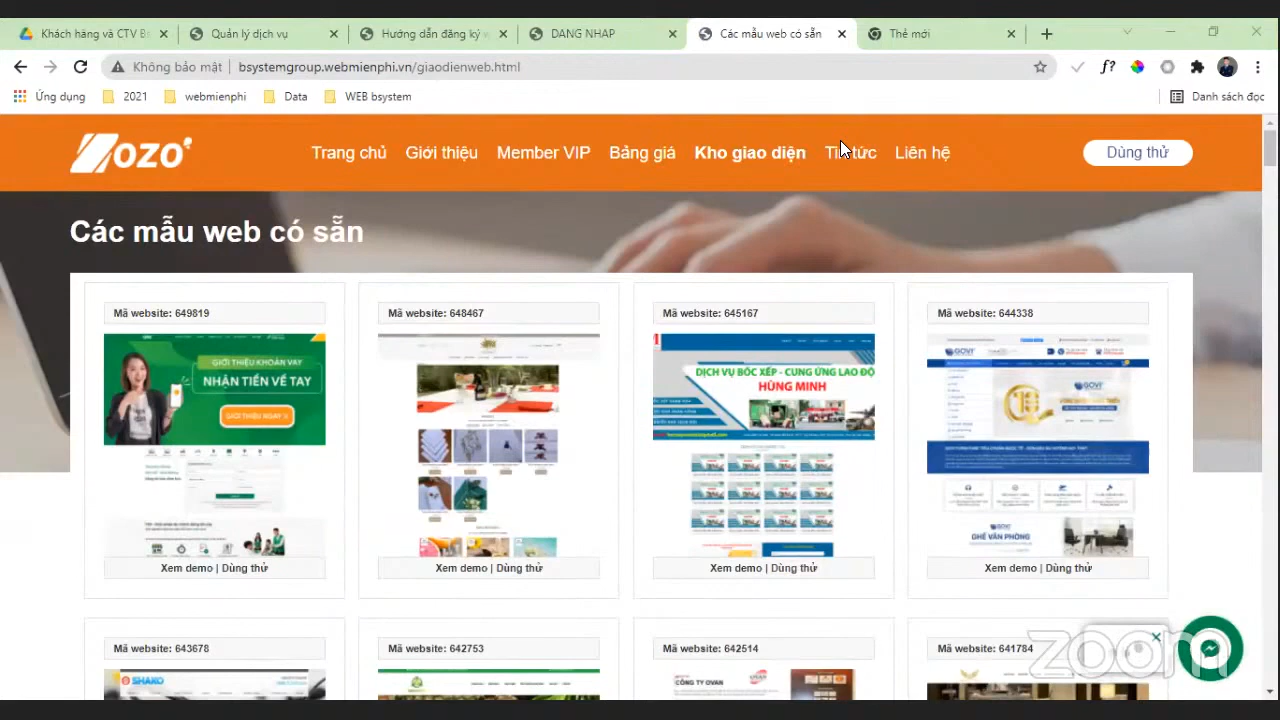 Khách hàng và CTV B
Quản lý dịch vụ
Hướng dẫn đăng ký v
DANG NHAP
Các mẫu web có sẵn
Thẻ mới
Không bảo mật
bsystemgroup.webmienphi.vn/giaodienweb.html
f?
Ứng dụng
2021
webmienphi
Data
WEB bsystem
Danh sách đọc
ZOZO
Trang chủ
Giới thiệu
Member VIP
Bảng giá
Kho giao diện
Tin tức
Liên hệ
Dùng thử
Các mẫu web có sẵn
Mã website: 649819
Mã website: 648467
Mã website: 645167
Mã website: 644338
GIỚI THIỆU KHOẢN VAY
NHẬN TIỀN VỀ TAY
GIỚI THIỆU NGAY
DỊCH VỤ BỐC XẾP - CUNG ỨNG LAO ĐỘ
HÙNG MINH
GOVI
GOVI
GOVI
GHẾ VĂN PHÒNG
Xem demo | Dùng thử
Xem demo | Dùng thử
Xem demo | Dùng thử
Xem demo | Dùng thử
Mã website: 643678
Mã website: 642753
Mã website: 642514
Mã website: 641784
SHAKO
CÔNG TY OVAN
zoom